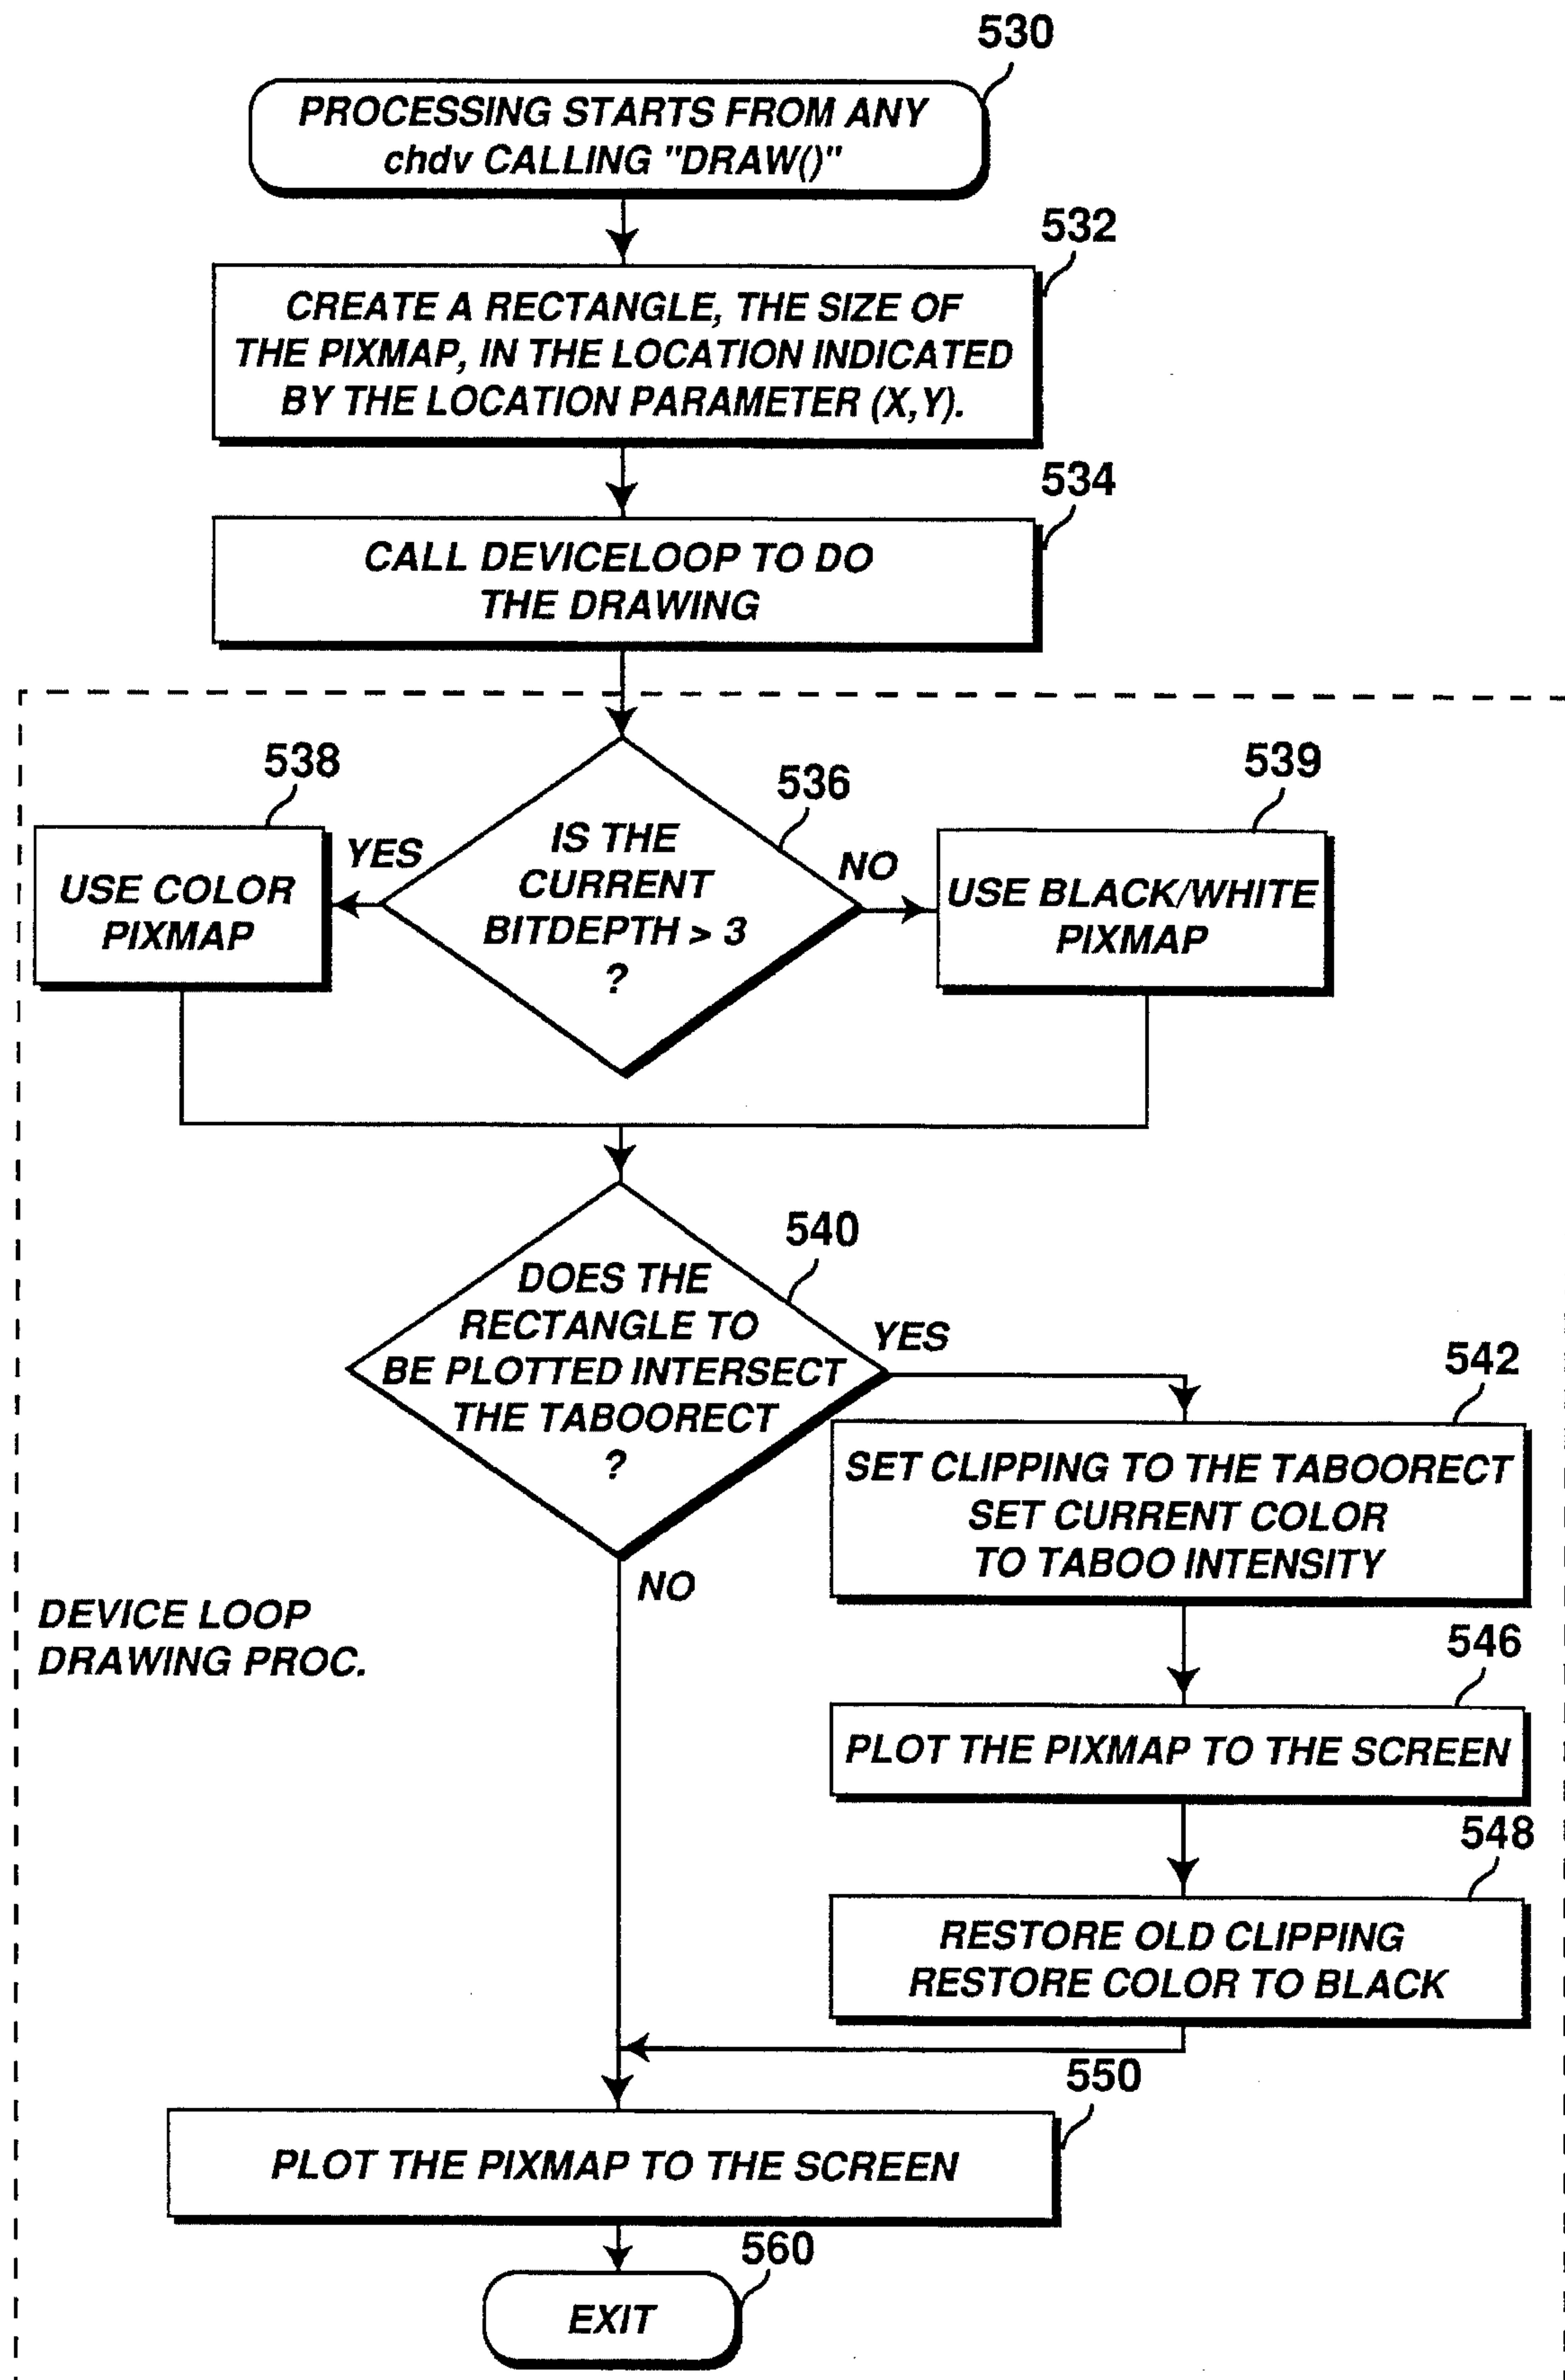 530
PROCESSING STARTS FROM ANY
chdv CALLING "DRAW()"
532
CREATE A RECTANGLE, THE SIZE OF
THE PIXMAP, IN THE LOCATION INDICATED
BY THE LOCATION PARAMETER (X,Y).
534
CALL DEVICELOOP TO DO
THE DRAWING
538
536
539
IS THE
CURRENT
BITDEPTH > 3
?
YES
NO
USE COLOR
PIXMAP
USE BLACK/WHITE
PIXMAP
540
DOES THE
RECTANGLE TO
BE PLOTTED INTERSECT
THE TABOORECT
?
YES
NO
542
SET CLIPPING TO THE TABOORECT
SET CURRENT COLOR
TO TABOO INTENSITY
DEVICE LOOP
DRAWING PROC.
546
PLOT THE PIXMAP TO THE SCREEN
548
RESTORE OLD CLIPPING
RESTORE COLOR TO BLACK
550
PLOT THE PIXMAP TO THE SCREEN
560
EXIT